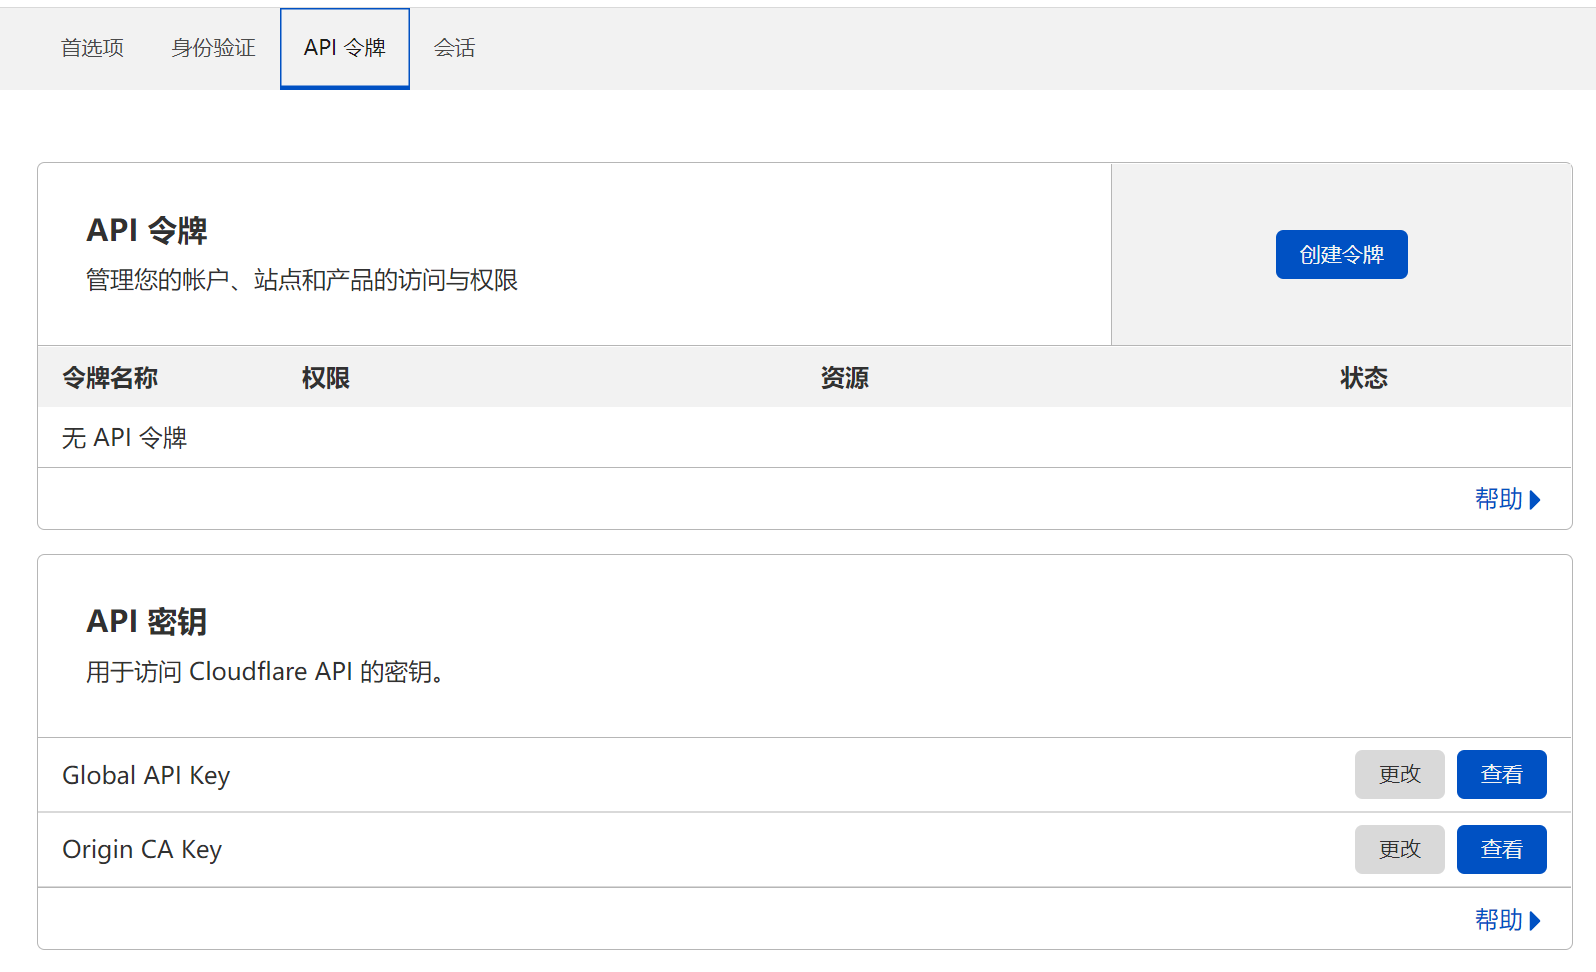 首选项 身份验证 API 令牌 会话
API 令牌
管理您的帐户、站点和产品的访问与权限
创建令牌
令牌名称 权限 资源 状态
无 API 令牌
帮助
API 密钥
用于访问 Cloudflare API 的密钥。
Global API Key 更改 查看
Origin CA Key 更改 查看
帮助